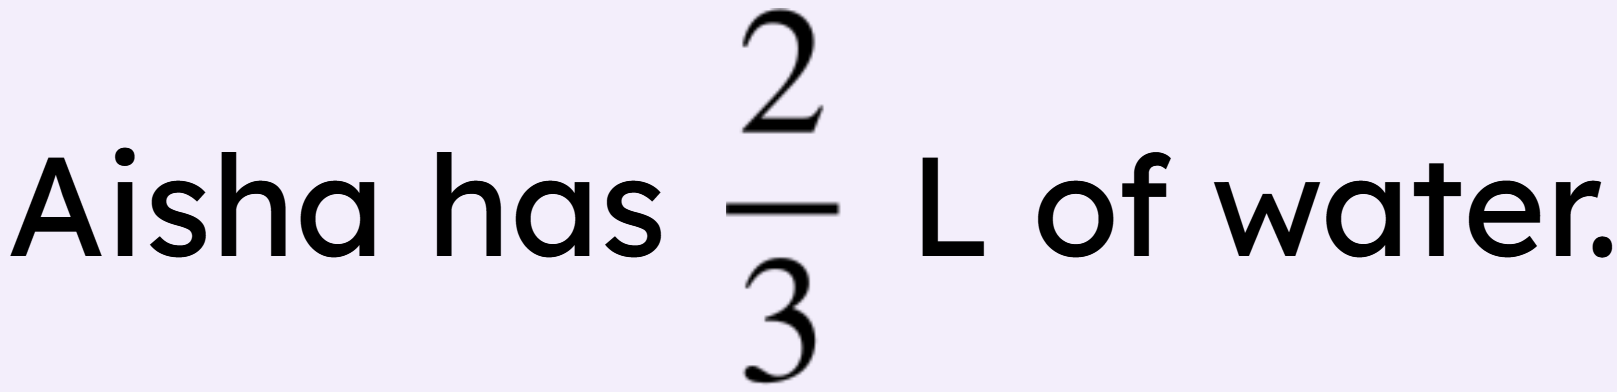 Aisha has 2/3 L of water.